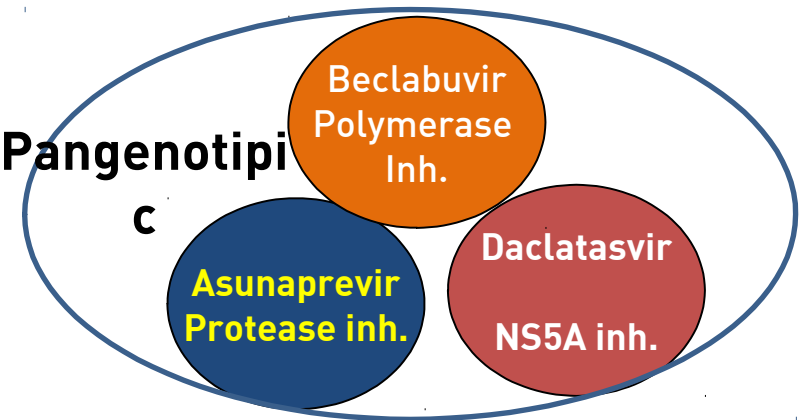 Beclabuvir
Polymerase
Inh.
Pangenotipi
c
Asunaprevir
Protease inh.
Daclatasvir
NS5A inh.